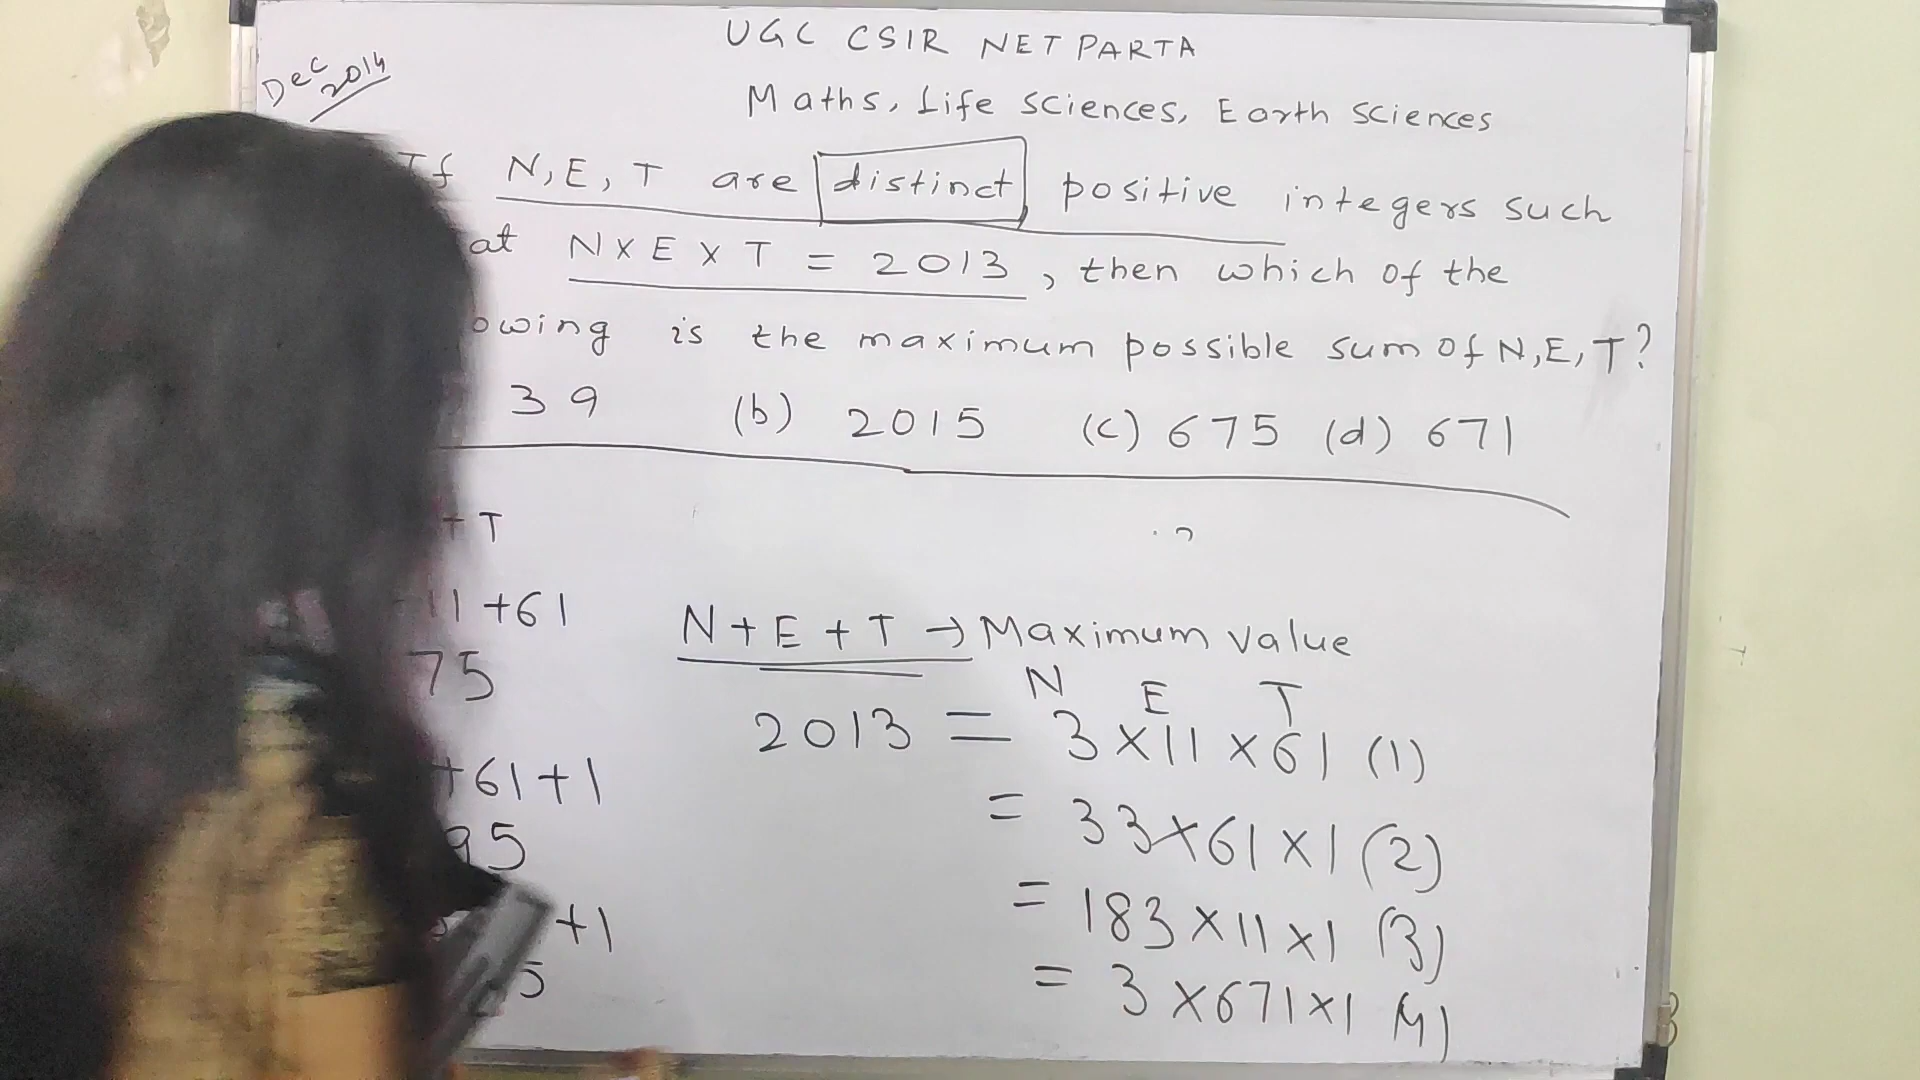 UGC CSIR NET PART A
Dec 2014
Maths, Life Sciences, Earth Sciences
If N, E, T are distinct positive integers such
at N X E X T = 2013, then which of the
owing is the maximum possible sum of N, E, T?
39 (b) 2015 (c) 675 (d) 671
+ T
11 + 61
75
+ 61 + 1
95
+ 1
5
N + E + T → Maximum value
N E T
2013 = 3 X 11 X 61 (1)
= 33 X 61 X 1 (2)
= 183 X 11 X 1 (3)
= 3 X 671 X 1 (4)